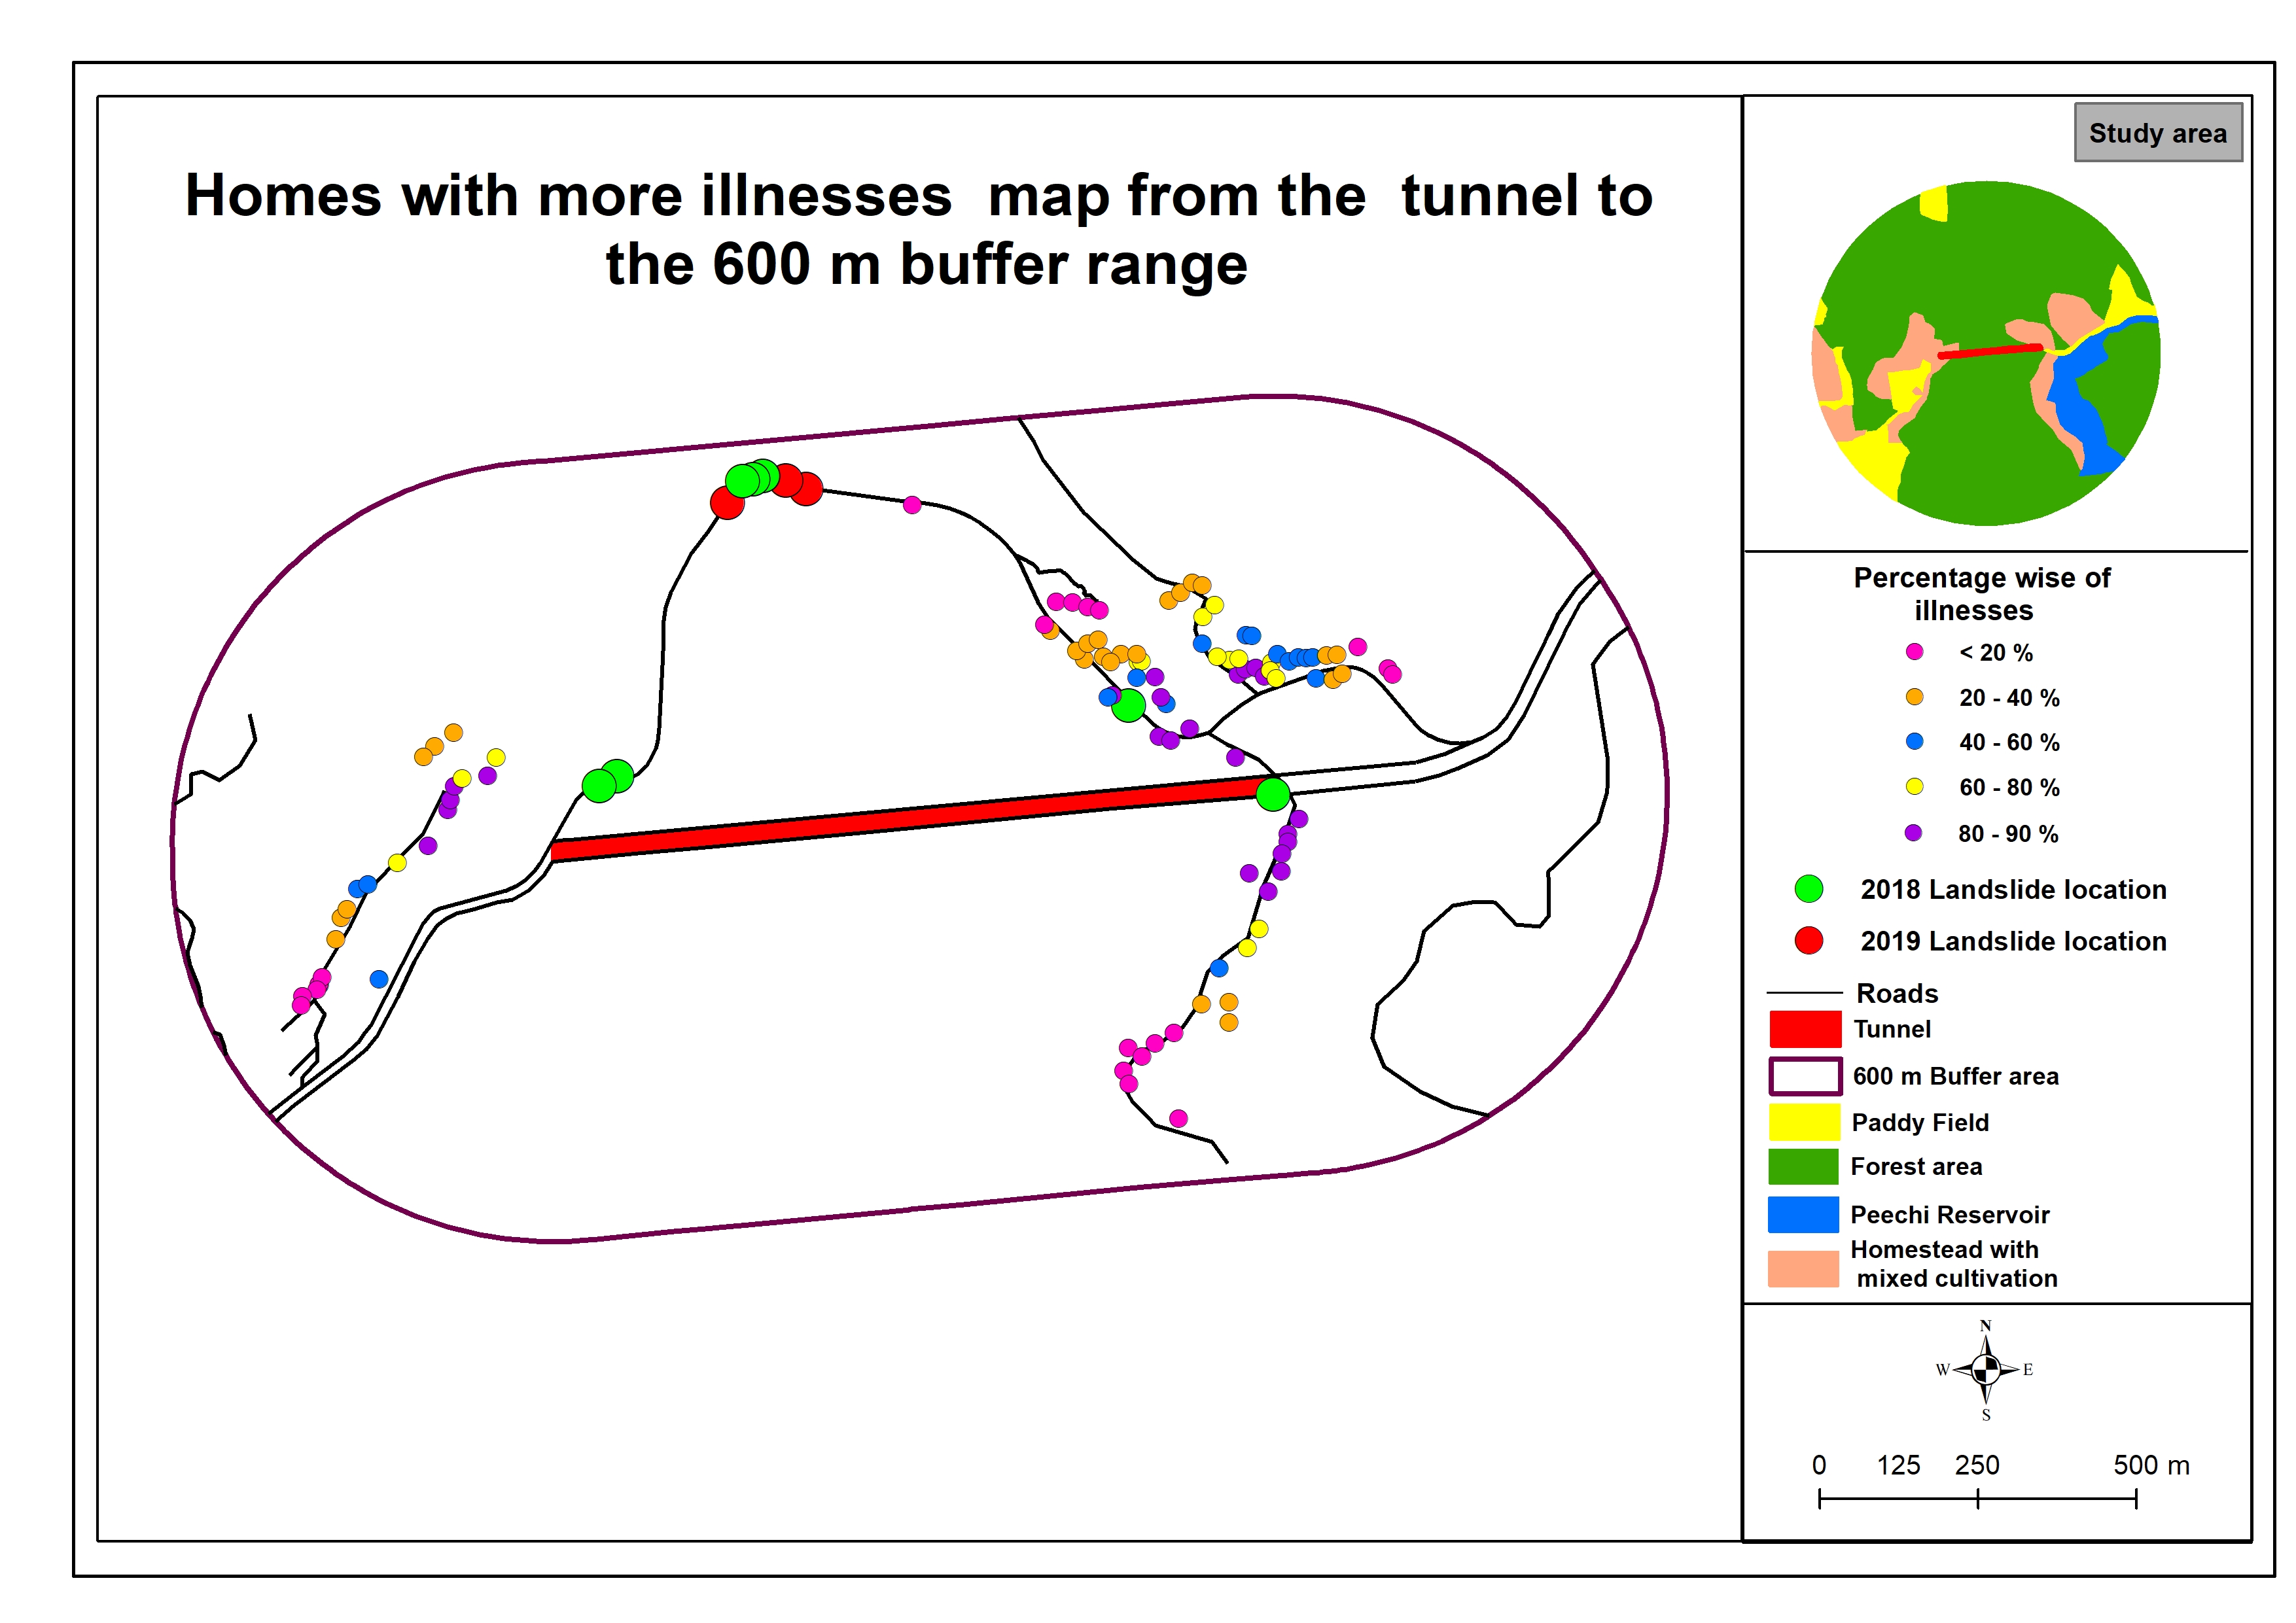 Homes with more illnesses  map from the  tunnel to
the 600 m buffer range
Study area
Percentage wise of
illnesses
< 20 %
20 - 40 %
40 - 60 %
60 - 80 %
80 - 90 %
2018 Landslide location
2019 Landslide location
Roads
Tunnel
600 m Buffer area
Paddy Field
Forest area
Peechi Reservoir
Homestead with
mixed cultivation
N
W E
S
0 125 250 500 m